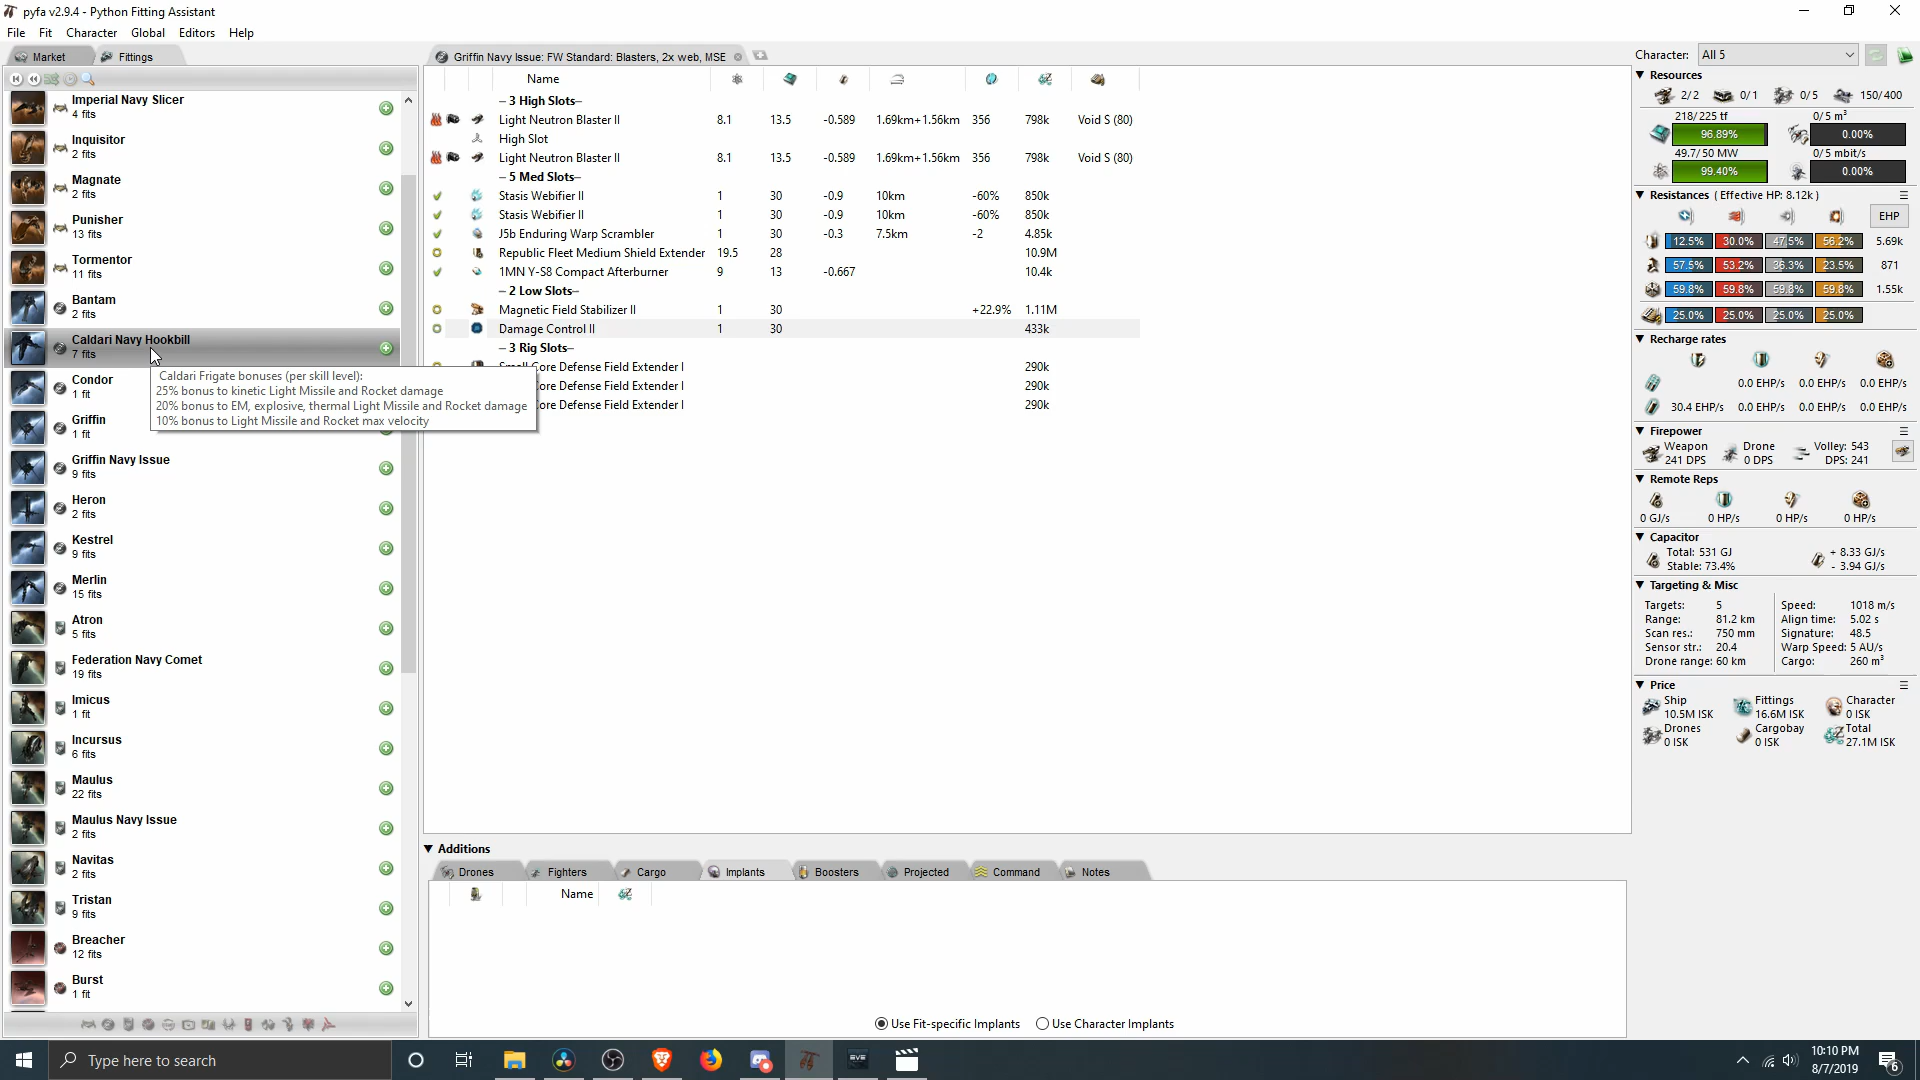 pyfa v2.9.4 - Python Fitting Assistant
File Fit Character Global Editors Help
Market Fittings
Imperial Navy Slicer
4 fits
Inquisitor
2 fits
Magnate
2 fits
Punisher
13 fits
Tormentor
11 fits
Bantam
2 fits
Caldari Navy Hookbill
7 fits
Condor
1 fit
Griffin
1 fit
Griffin Navy Issue
9 fits
Heron
2 fits
Kestrel
9 fits
Merlin
15 fits
Atron
5 fits
Federation Navy Comet
19 fits
Imicus
1 fit
Incursus
6 fits
Maulus
22 fits
Maulus Navy Issue
2 fits
Navitas
2 fits
Tristan
9 fits
Breacher
12 fits
Burst
1 fit
Caldari Frigate bonuses (per skill level):
25% bonus to kinetic Light Missile and Rocket damage
20% bonus to EM, explosive, thermal Light Missile and Rocket damage
10% bonus to Light Missile and Rocket max velocity
Griffin Navy Issue: FW Standard: Blasters, 2x web, MSE
Name
-- 3 High Slots--
Light Neutron Blaster II 8.1 13.5 -0.589 1.69km+1.56km 356 798k Void S (80)
High Slot
Light Neutron Blaster II 8.1 13.5 -0.589 1.69km+1.56km 356 798k Void S (80)
-- 5 Med Slots--
Stasis Webifier II 1 30 -0.9 10km -60% 850k
Stasis Webifier II 1 30 -0.9 10km -60% 850k
J5b Enduring Warp Scrambler 1 30 -0.3 7.5km -2 4.85k
Republic Fleet Medium Shield Extender 19.5 28 10.9M
1MN Y-S8 Compact Afterburner 9 13 -0.667 10.4k
-- 2 Low Slots--
Magnetic Field Stabilizer II 1 30 +22.9% 1.11M
Damage Control II 1 30 433k
-- 3 Rig Slots--
Small Core Defense Field Extender I 290k
Core Defense Field Extender I 290k
Core Defense Field Extender I 290k
Additions
Drones Fighters Cargo Implants Boosters Projected Command Notes
Name
Use Fit-specific Implants Use Character Implants
Character: All 5
Resources
2/2 0/1 0/5 150/400
218/225 tf 0/5 m³
96.89% 0.00%
49.7/50 MW 0/5 mbit/s
99.40% 0.00%
Resistances ( Effective HP: 8.12k )
EHP
12.5% 30.0% 47.5% 56.2% 5.69k
57.5% 53.2% 36.3% 23.5% 871
59.8% 59.8% 59.8% 59.8% 1.55k
25.0% 25.0% 25.0% 25.0%
Recharge rates
0.0 EHP/s 0.0 EHP/s 0.0 EHP/s
30.4 EHP/s 0.0 EHP/s 0.0 EHP/s 0.0 EHP/s
Firepower
Weapon Drone Volley: 543
241 DPS 0 DPS DPS: 241
Remote Reps
0 GJ/s 0 HP/s 0 HP/s 0 HP/s
Capacitor
Total: 531 GJ + 8.33 GJ/s
Stable: 73.4% - 3.94 GJ/s
Targeting & Misc
Targets: 5 Speed: 1018 m/s
Range: 81.2 km Align time: 5.02 s
Scan res.: 750 mm Signature: 48.5
Sensor str.: 20.4 Warp Speed: 5 AU/s
Drone range: 60 km Cargo: 260 m³
Price
Ship Fittings Character
10.5M ISK 16.6M ISK 0 ISK
Drones Cargobay Total
0 ISK 0 ISK 27.1M ISK
Type here to search
EVE
10:10 PM
8/7/2019
6